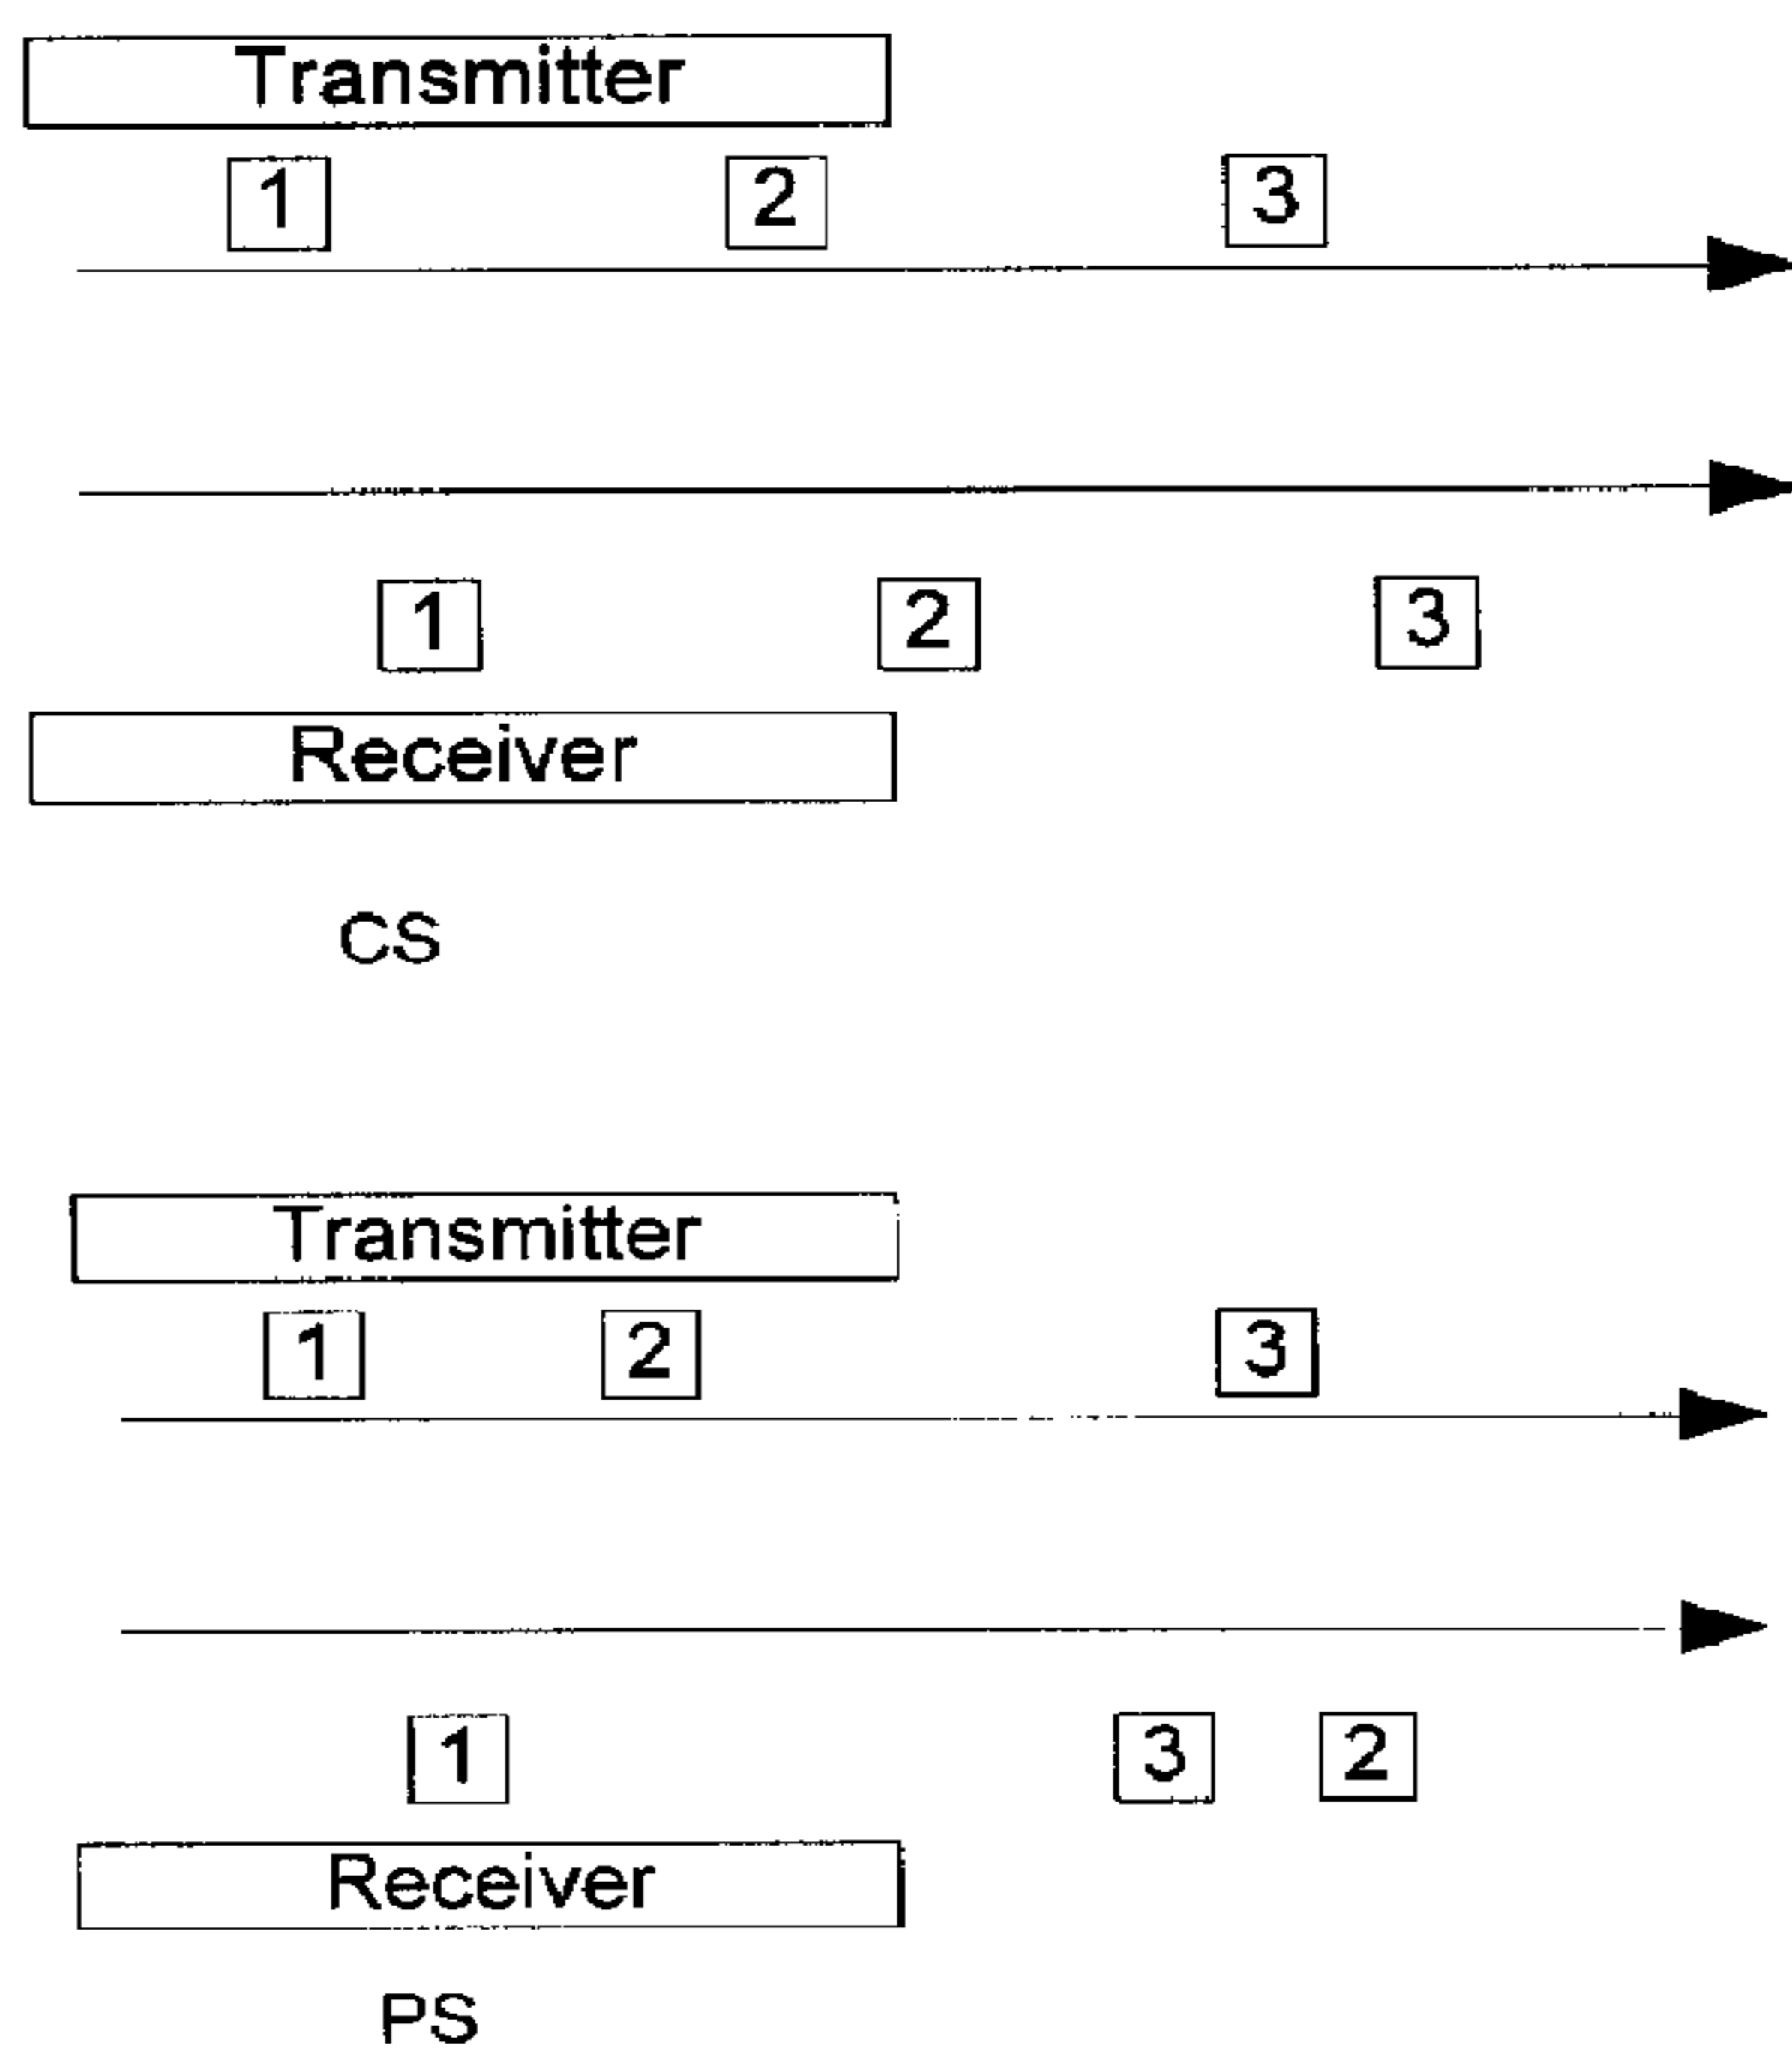 Transmitter
1 2 3
1 2 3
Receiver
CS
Transmitter
1 2 3
1 3 2
Receiver
PS